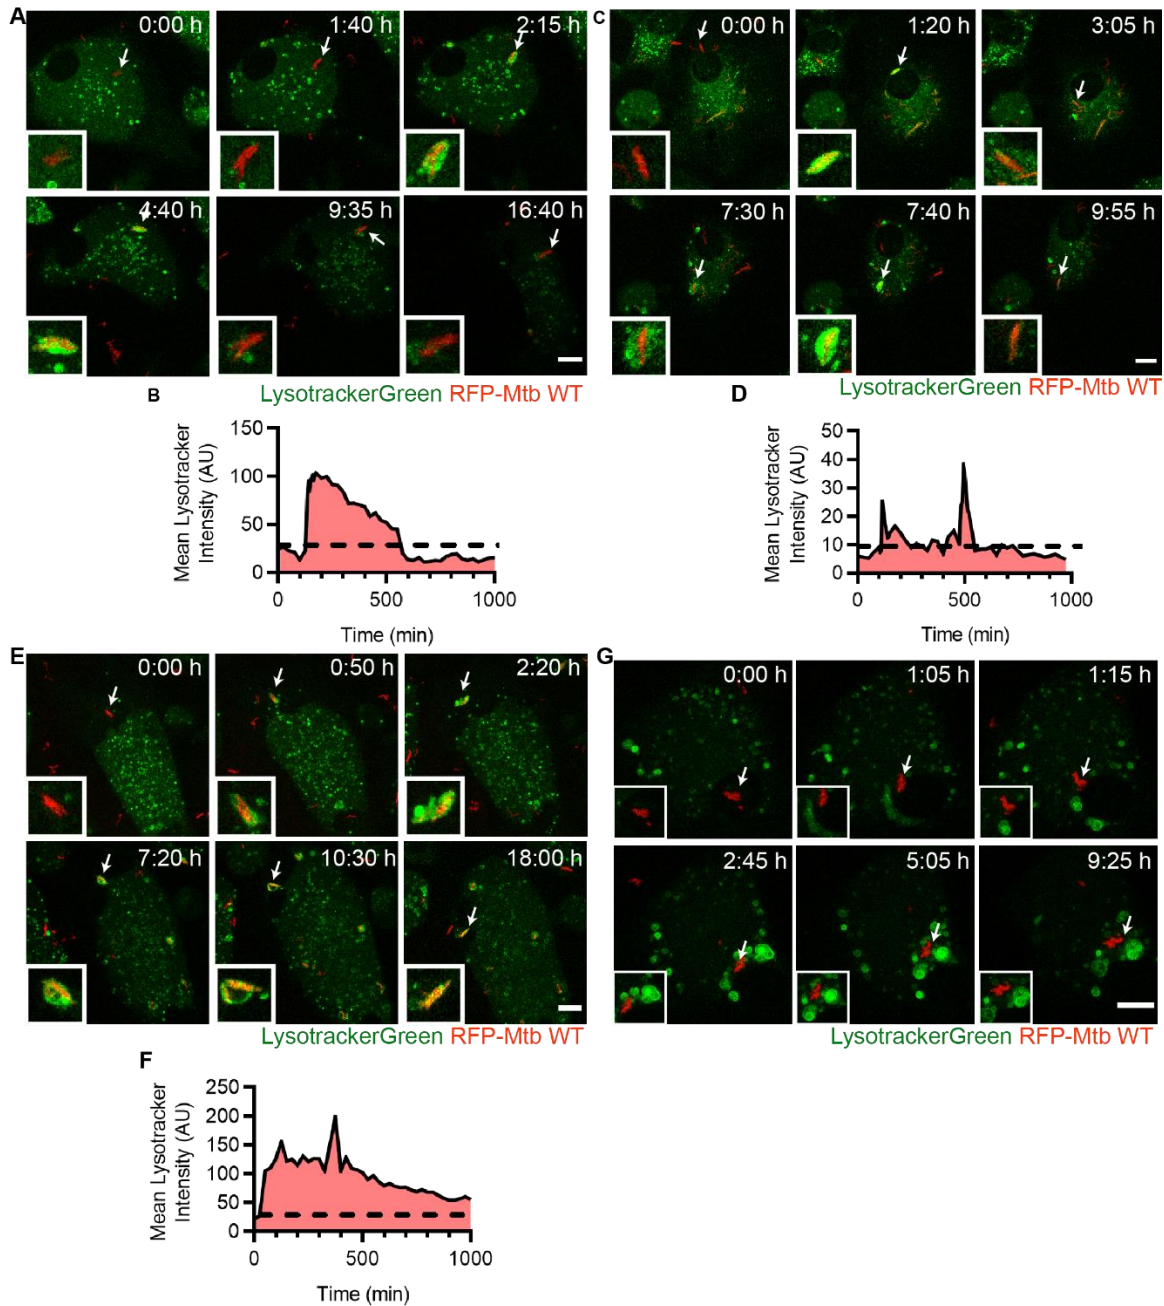 A
0:00 h 1:40 h 2:15 h
4:40 h 9:35 h 16:40 h
LysotrackerGreen RFP-Mtb WT
C
0:00 h 1:20 h 3:05 h
7:30 h 7:40 h 9:55 h
LysotrackerGreen RFP-Mtb WT
B
Mean Lysotracker
Intensity (AU)
150
100
50
0
0 500 1000
Time (min)
D
Mean Lysotracker
Intensity (AU)
50
40
30
20
10
0
0 500 1000
Time (min)
E
0:00 h 0:50 h 2:20 h
7:20 h 10:30 h 18:00 h
LysotrackerGreen RFP-Mtb WT
G
0:00 h 1:05 h 1:15 h
2:45 h 5:05 h 9:25 h
LysotrackerGreen RFP-Mtb WT
F
Mean Lysotracker
Intensity (AU)
250
200
150
100
50
0
0 500 1000
Time (min)